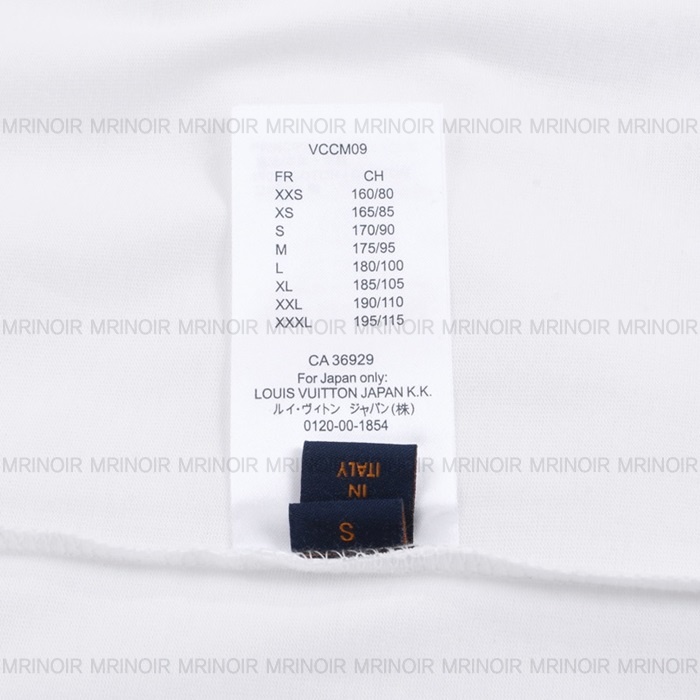 MRINOIR MRINOIR MRINOIR MRINOIR MRINOIR MRINOIR MRINOIR MRINOIR
VCCM09
FR CH
XXS 160/80
XS 165/85
S 170/90
M 175/95
L 180/100
XL 185/105
XXL 190/110
XXXL 195/115
MRINOIR MRINOIR MRINOIR MRINOIR MRINOIR MRINOIR MRINOIR MRINOIR
CA 36929
For Japan only:
LOUIS VUITTON JAPAN K.K.
ルイ・ヴィトン ジャパン(株)
0120-00-1854
MRINOIR MRINOIR MRINOIR MRINOIR MRINOIR MRINOIR MRINOIR MRINOIR
IN
ITALY
S
MRINOIR MRINOIR MRINOIR MRINOIR MRINOIR MRINOIR MRINOIR MRINOIR